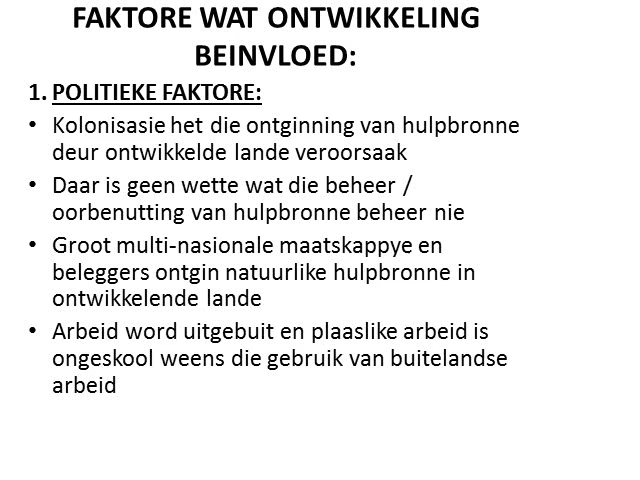 FAKTORE WAT ONTWIKKELING
BEINVLOED:
1. POLITIEKE FAKTORE:
• Kolonisasie het die ontginning van hulpbronne
deur ontwikkelde lande veroorsaak
• Daar is geen wette wat die beheer /
oorbenutting van hulpbronne beheer nie
• Groot multi-nasionale maatskappye en
beleggers ontgin natuurlike hulpbronne in
ontwikkelende lande
• Arbeid word uitgebuit en plaaslike arbeid is
ongeskool weens die gebruik van buitelandse
arbeid